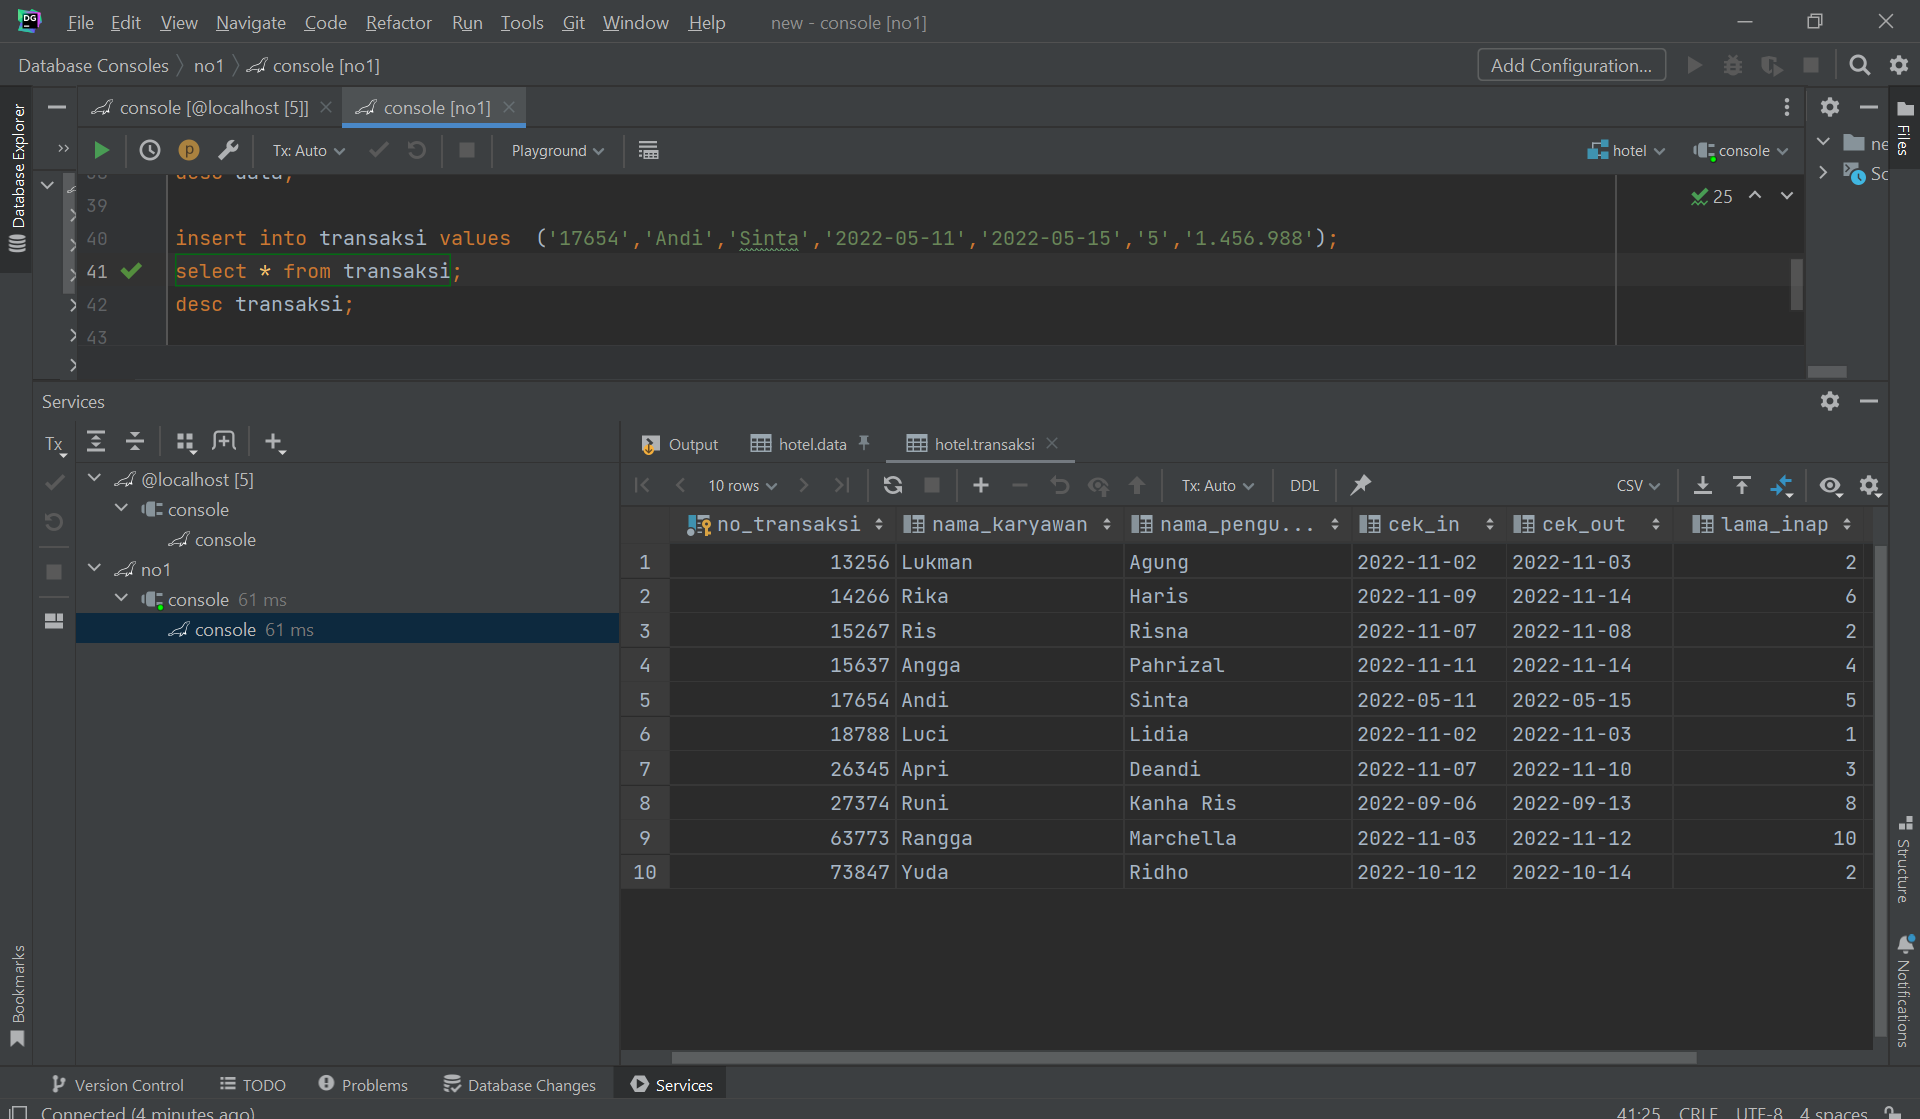 DG File Edit View Navigate Code Refactor Run Tools Git Window Help new - console [no1]
Database Consoles no1 console [no1] Add Configuration...
console [@localhost [5]] console [no1]
Tx: Auto Playground hotel console
Database Explorer
Files
39
40 insert into transaksi values ('17654','Andi','Sinta','2022-05-11','2022-05-15','5','1.456.988');
25
41 select * from transaksi;
42 desc transaksi;
43
Services
Tx
@localhost [5]
console
console
no1
console 61 ms
console 61 ms
Output hotel.data hotel.transaksi
10 rows Tx: Auto DDL CSV
no_transaksi nama_karyawan nama_pengu... cek_in cek_out lama_inap
1 13256 Lukman Agung 2022-11-02 2022-11-03 2
2 14266 Rika Haris 2022-11-09 2022-11-14 6
3 15267 Ris Risna 2022-11-07 2022-11-08 2
4 15637 Angga Pahrizal 2022-11-11 2022-11-14 4
5 17654 Andi Sinta 2022-05-11 2022-05-15 5
6 18788 Luci Lidia 2022-11-02 2022-11-03 1
7 26345 Apri Deandi 2022-11-07 2022-11-10 3
8 27374 Runi Kanha Ris 2022-09-06 2022-09-13 8
9 63773 Rangga Marchella 2022-11-03 2022-11-12 10
10 73847 Yuda Ridho 2022-10-12 2022-10-14 2
Structure
Notifications
Bookmarks
Version Control TODO Problems Database Changes Services
Connected (4 minutes ago) 41:25 CRLF UTF-8 4 spaces